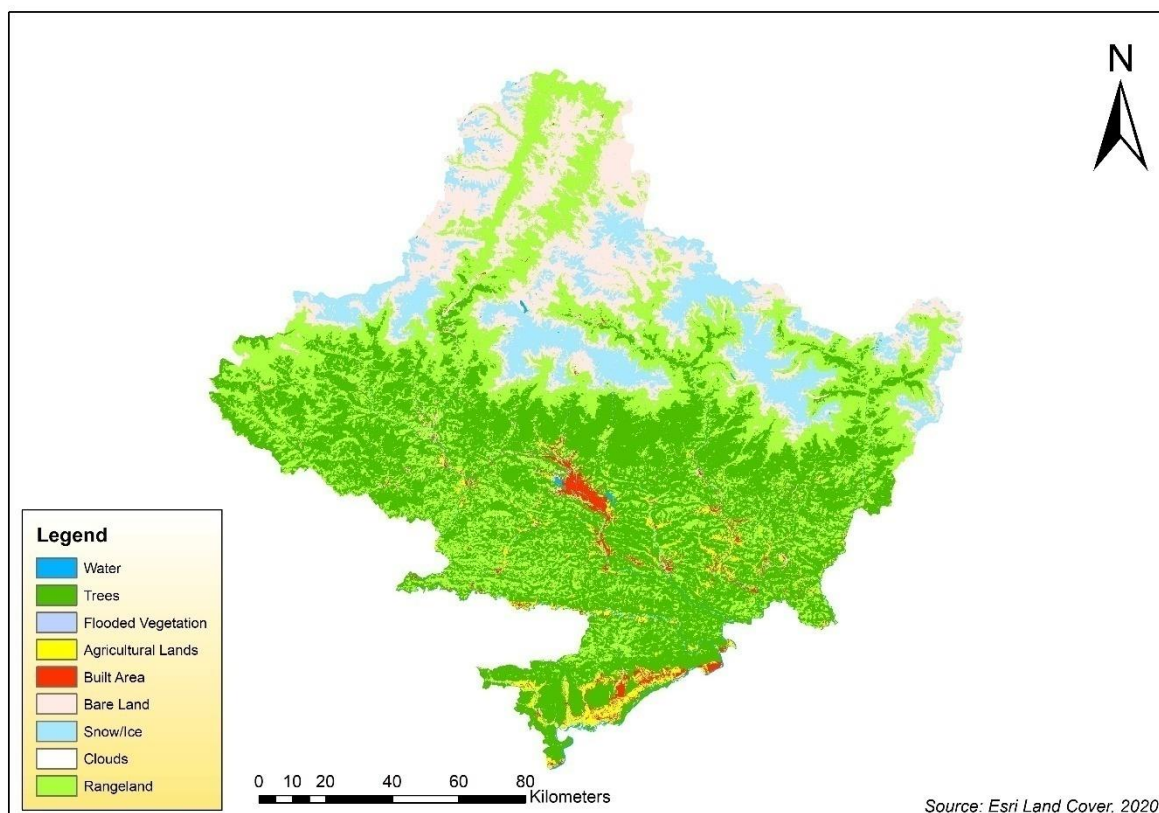 N
Legend
Water
Trees
Flooded Vegetation
Agricultural Lands
Built Area
Bare Land
Snow/Ice
Clouds
Rangeland
0 10 20 40 60 80
Kilometers
Source: Esri Land Cover, 2020